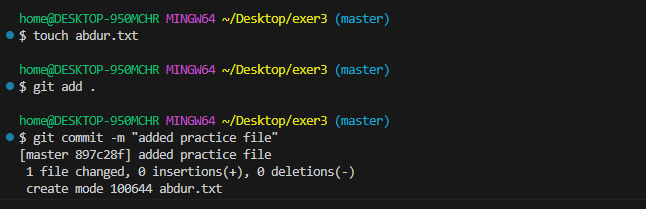 home@DESKTOP-950MCHR MINGW64 ~/Desktop/exer3 (master)
$ touch abdur.txt
home@DESKTOP-950MCHR MINGW64 ~/Desktop/exer3 (master)
$ git add .
home@DESKTOP-950MCHR MINGW64 ~/Desktop/exer3 (master)
$ git commit -m "added practice file"
[master 897c28f] added practice file
 1 file changed, 0 insertions(+), 0 deletions(-)
 create mode 100644 abdur.txt